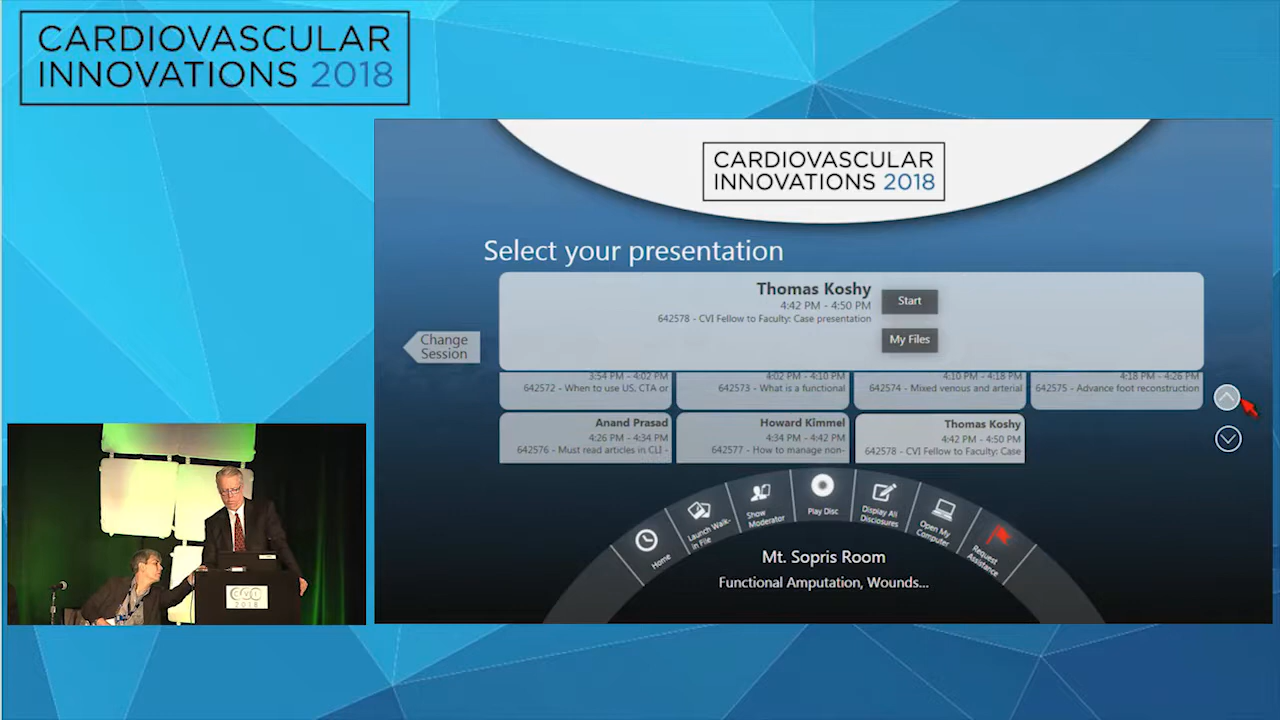 CARDIOVASCULAR
INNOVATIONS 2018
CARDIOVASCULAR
INNOVATIONS 2018
Select your presentation
Thomas Koshy
4:42 PM - 4:50 PM
642578 - CVI Fellow to Faculty: Case presentation
Start
My Files
Change
Session
3:54 PM - 4:02 PM
642572 - When to use US, CTA or
4:02 PM - 4:10 PM
642573 - What is a functional
4:10 PM - 4:18 PM
642574 - Mixed venous and arterial
4:18 PM - 4:26 PM
642575 - Advance foot reconstruction
Anand Prasad
4:26 PM - 4:34 PM
642576 - Must read articles in CLI -
Howard Kimmel
4:34 PM - 4:42 PM
642577 - How to manage non-
Thomas Koshy
4:42 PM - 4:50 PM
642578 - CVI Fellow to Faculty: Case
Home
Launch Walk-
in File
Show
Moderator
Play Disc
Display All
Disclosures
Open My
Computer
Request
Assistance
Mt. Sopris Room
Functional Amputation, Wounds...
CVI
2018